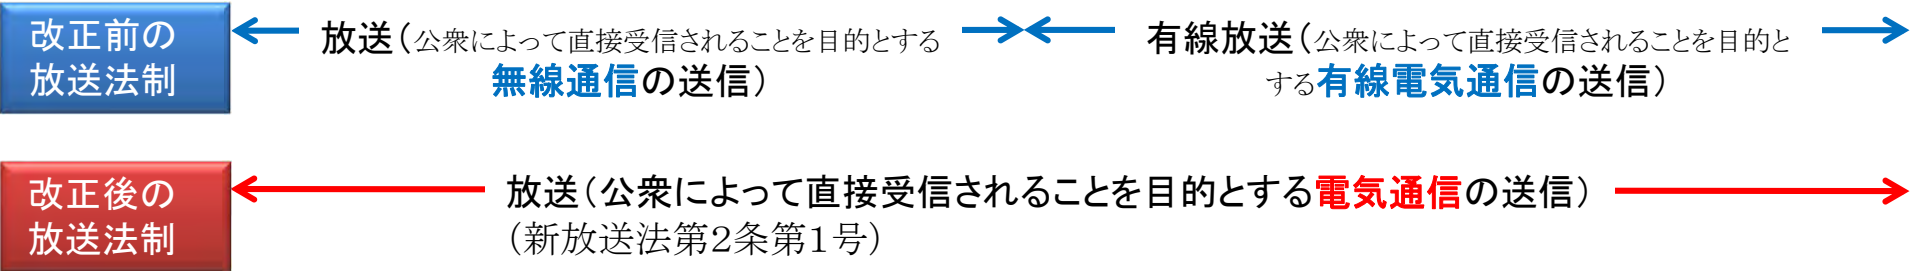 改正前の
放送法制
放送（公衆によって直接受信されることを目的とする
無線通信の送信）
有線放送（公衆によって直接受信されることを目的と
する有線電気通信の送信）
改正後の
放送法制
放送（公衆によって直接受信されることを目的とする電気通信の送信）
（新放送法第２条第１号）